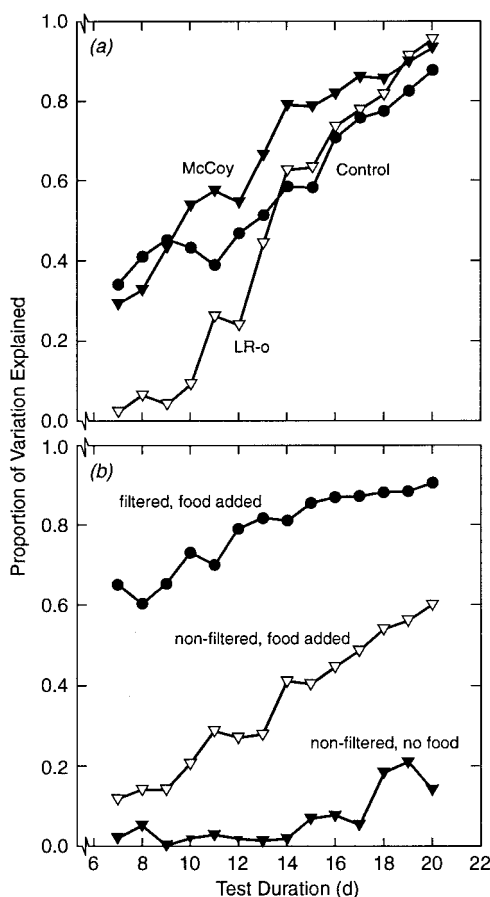 1.0
(a)
0.8
McCoy
Control
0.6
0.4
0.2
LR-o
0.0
Proportion of Variation Explained
1.0
(b)
filtered, food added
0.8
0.6
non-filtered, food added
0.4
non-filtered, no food
0.2
0.0
6 8 10 12 14 16 18 20 22
Test Duration (d)